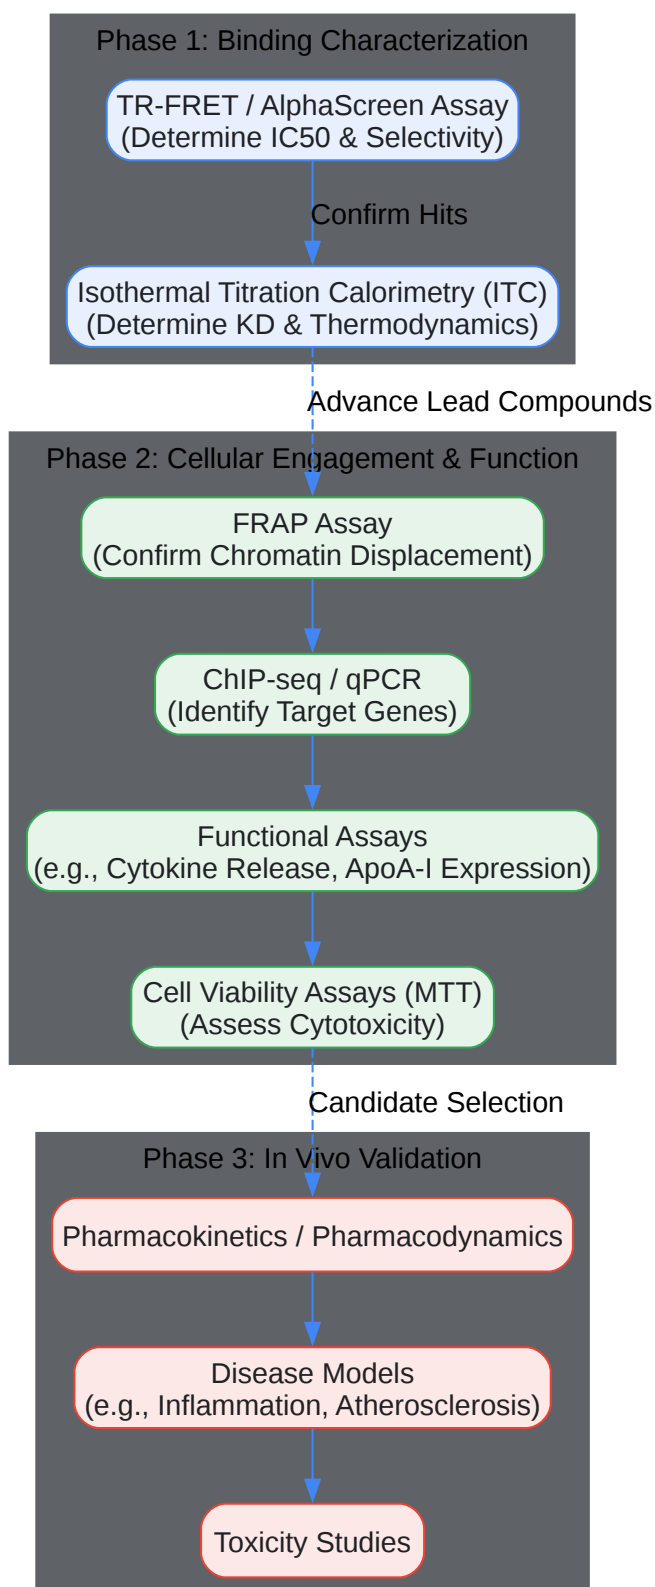 Phase 1: Binding Characterization
TR-FRET / AlphaScreen Assay
(Determine IC50 & Selectivity)
Confirm Hits
Isothermal Titration Calorimetry (ITC)
(Determine KD & Thermodynamics)
Advance Lead Compounds
Phase 2: Cellular Engagement & Function
FRAP Assay
(Confirm Chromatin Displacement)
ChIP-seq / qPCR
(Identify Target Genes)
Functional Assays
(e.g., Cytokine Release, ApoA-I Expression)
Cell Viability Assays (MTT)
(Assess Cytotoxicity)
Candidate Selection
Phase 3: In Vivo Validation
Pharmacokinetics / Pharmacodynamics
Disease Models
(e.g., Inflammation, Atherosclerosis)
Toxicity Studies